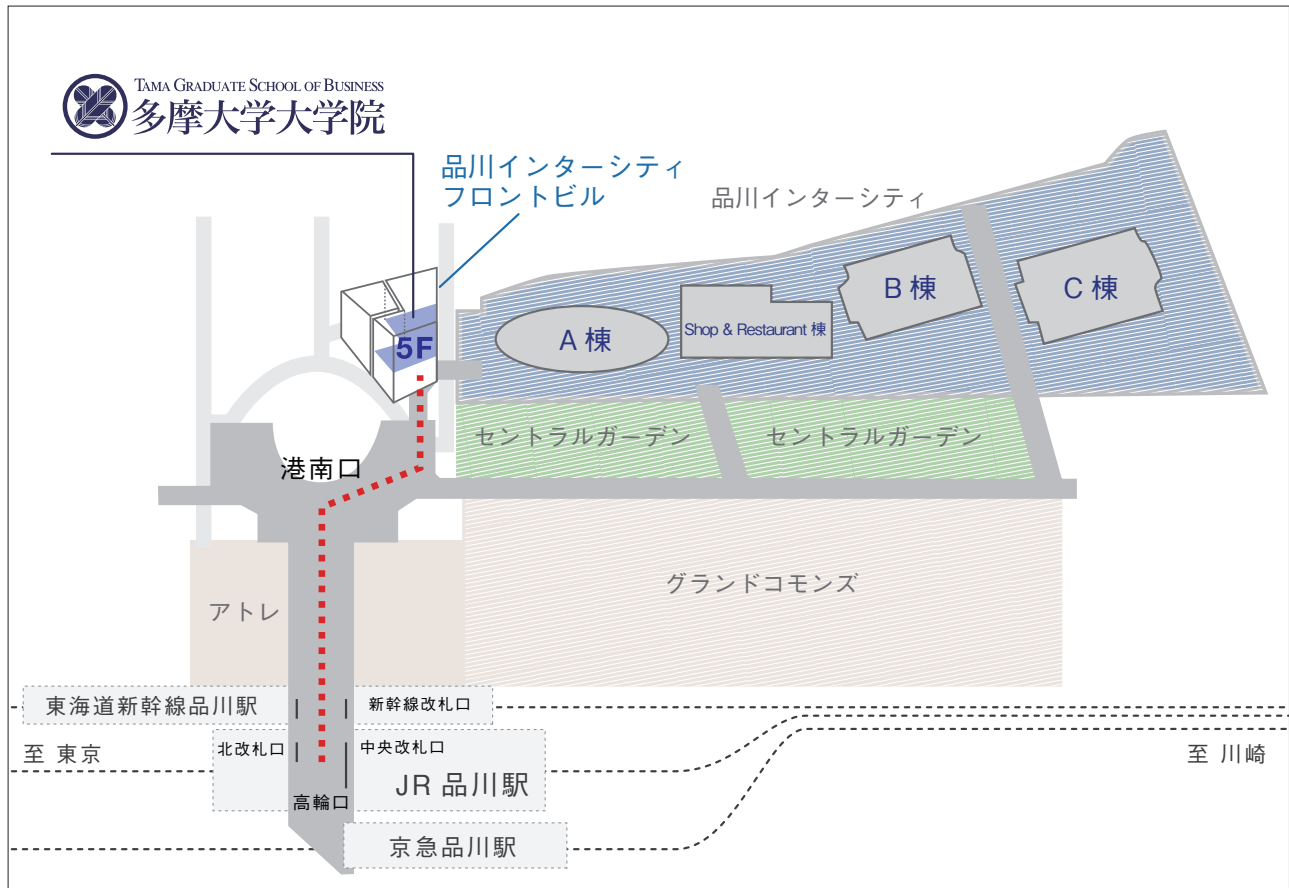 TAMA GRADUATE SCHOOL OF BUSINESS
多摩大学大学院
品川インターシティ
フロントビル
品川インターシティ
B 棟
C 棟
A 棟
Shop & Restaurant 棟
5F
セントラルガーデン
セントラルガーデン
港南口
グランドコモンズ
アトレ
東海道新幹線品川駅
新幹線改札口
至 東京
北改札口
中央改札口
至 川崎
JR 品川駅
高輪口
京急品川駅